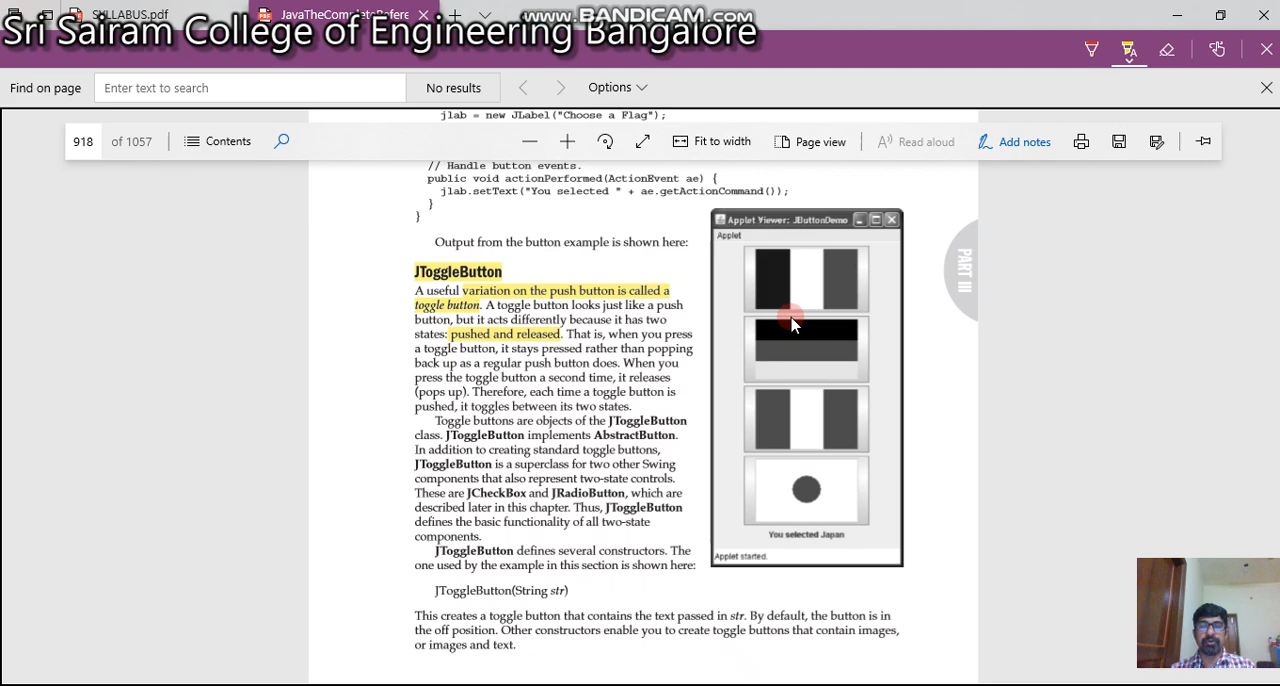 SYLLABUS.pdf
JavaTheCompleteRefere
www.BANDICAM.com
Sri Sairam College of Engineering Bangalore
Find on page
Enter text to search
No results
Options
jlab = new JLabel("Choose a Flag");
918 of 1057
Contents
Fit to width
Page view
Read aloud
Add notes
// Handle button events.
public void actionPerformed(ActionEvent ae) {
jlab.setText("You selected " + ae.getActionCommand());
}
}
Output from the button example is shown here:
JToggleButton
A useful variation on the push button is called a
toggle button. A toggle button looks just like a push
button, but it acts differently because it has two
states: pushed and released. That is, when you press
a toggle button, it stays pressed rather than popping
back up as a regular push button does. When you
press the toggle button a second time, it releases
(pops up). Therefore, each time a toggle button is
pushed, it toggles between its two states.
Toggle buttons are objects of the JToggleButton
class. JToggleButton implements AbstractButton.
In addition to creating standard toggle buttons,
JToggleButton is a superclass for two other Swing
components that also represent two-state controls.
These are JCheckBox and JRadioButton, which are
described later in this chapter. Thus, JToggleButton
defines the basic functionality of all two-state
components.
JToggleButton defines several constructors. The
one used by the example in this section is shown here:
JToggleButton(String str)
This creates a toggle button that contains the text passed in str. By default, the button is in
the off position. Other constructors enable you to create toggle buttons that contain images,
or images and text.
Applet Viewer: JButtonDemo
Applet
You selected Japan
Applet started.
PART III